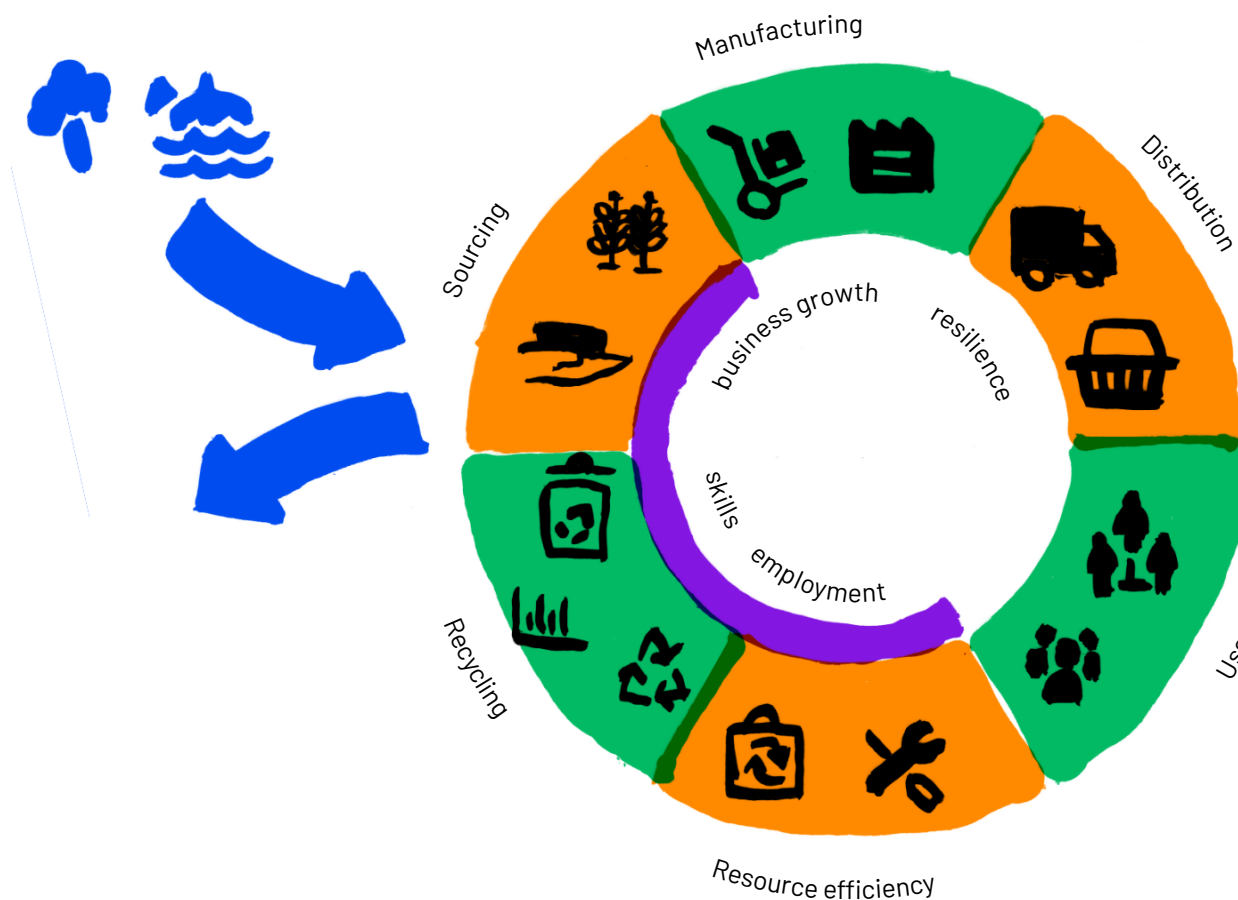 Manufacturing
Distribution
Sourcing
business growth
resilience
skills
employment
Recycling
Resource efficiency